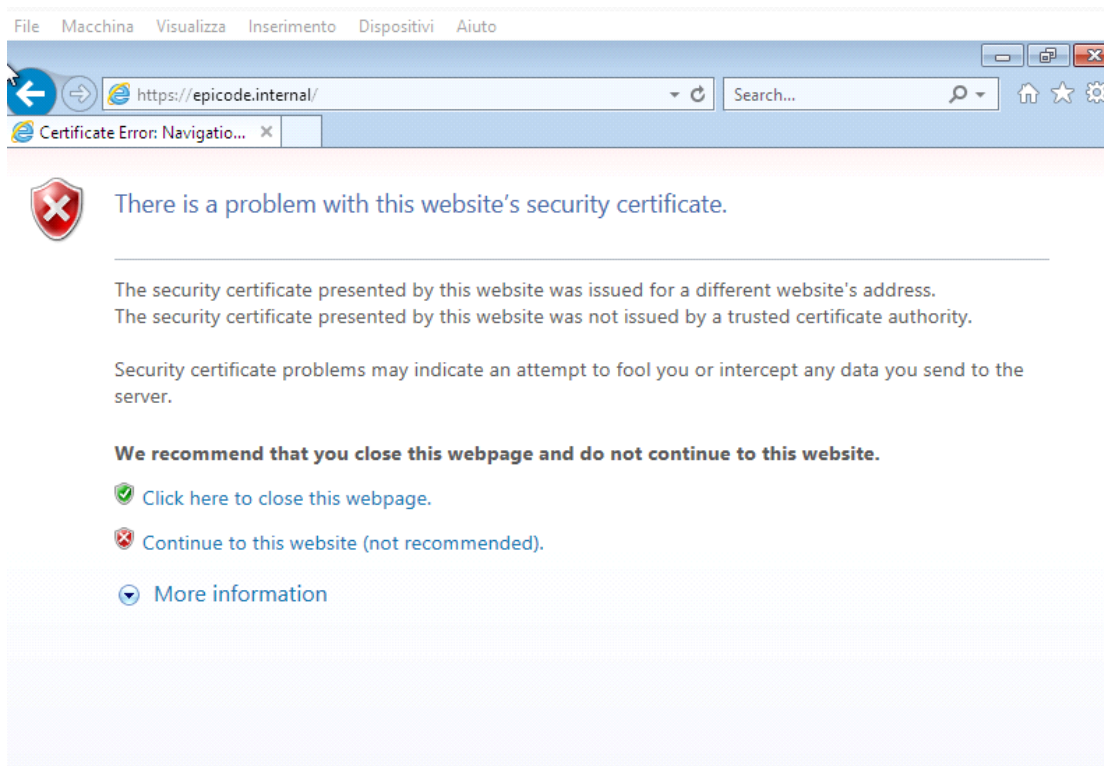 File Macchina Visualizza Inserimento Dispositivi Aiuto
https://epicode.internal/
Search...
Certificate Error: Navigatio...
There is a problem with this website's security certificate.
The security certificate presented by this website was issued for a different website's address.
The security certificate presented by this website was not issued by a trusted certificate authority.
Security certificate problems may indicate an attempt to fool you or intercept any data you send to the
server.
We recommend that you close this webpage and do not continue to this website.
Click here to close this webpage.
Continue to this website (not recommended).
More information